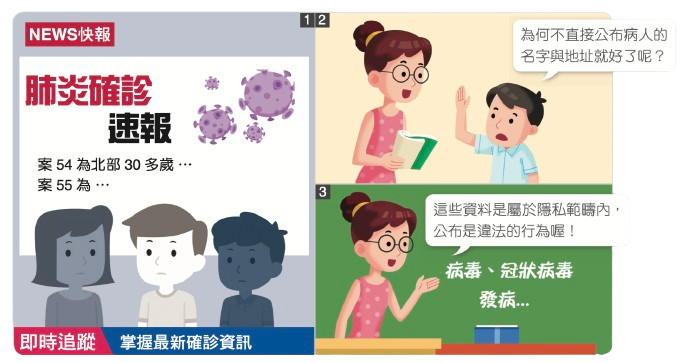 NEWS快報
肺炎確診
速報
案 54 為北部 30 多歲 …
案 55 為 …
即時追蹤
掌握最新確診資訊
1
2
為何不直接公布病人的
名字與地址就好了呢？
3
這些資料是屬於隱私範疇內，
公布是違法的行為喔！
病毒、冠狀病毒
發病...